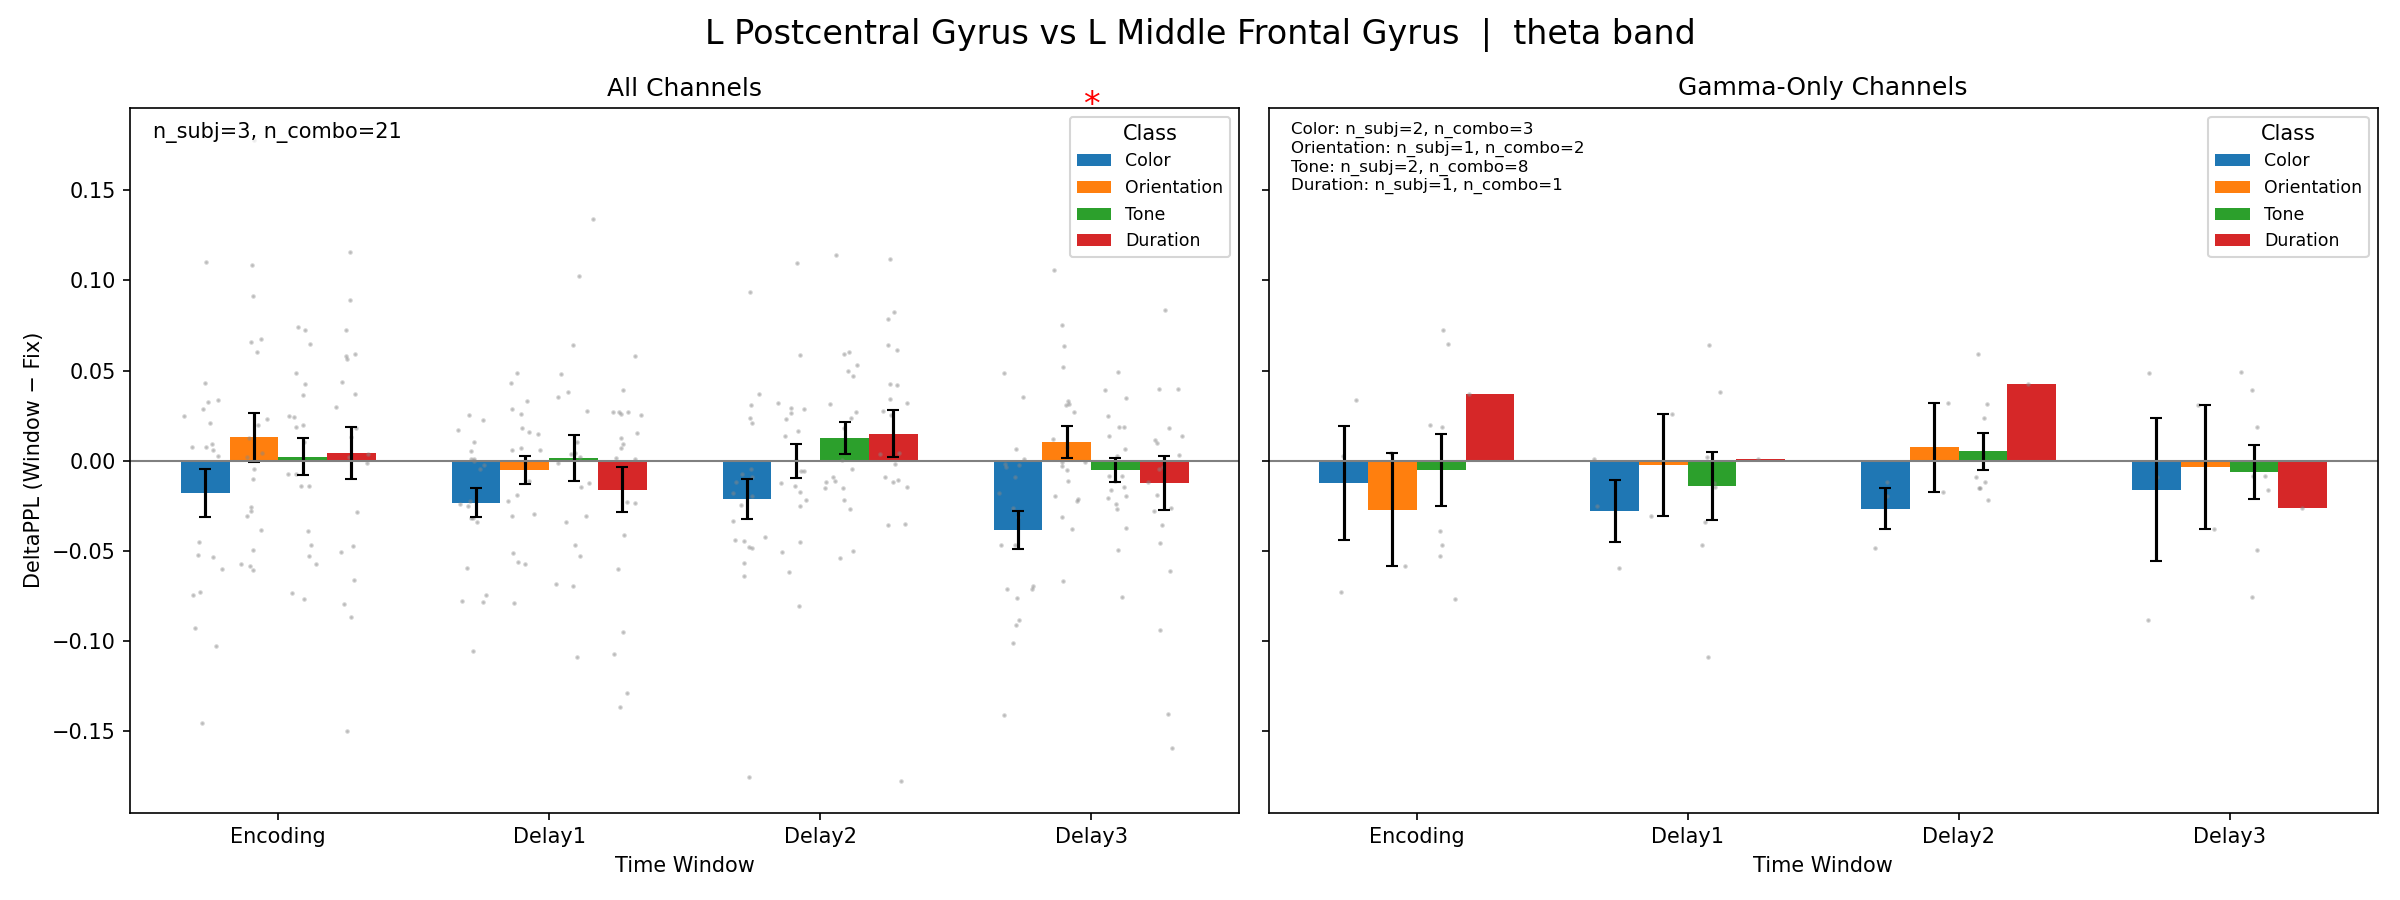 L Postcentral Gyrus vs L Middle Frontal Gyrus | theta band
All Channels
*
n_subj=3, n_combo=21
Class
Color
Orientation
Tone
Duration
DeltaPPL (Window − Fix)
0.15
0.10
0.05
0.00
−0.05
−0.10
−0.15
Encoding
Delay1
Delay2
Delay3
Time Window
Gamma-Only Channels
Color: n_subj=2, n_combo=3
Orientation: n_subj=1, n_combo=2
Tone: n_subj=2, n_combo=8
Duration: n_subj=1, n_combo=1
Class
Color
Orientation
Tone
Duration
Encoding
Delay1
Delay2
Delay3
Time Window